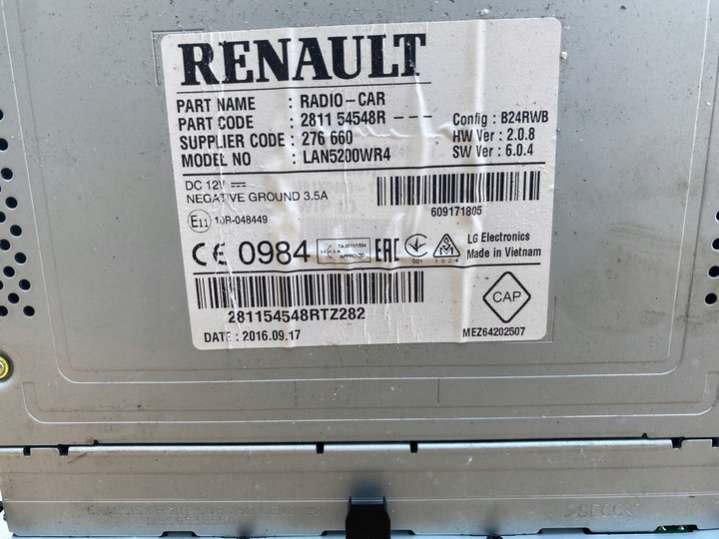 RENAULT
PART NAME : RADIO-CAR
PART CODE : 2811 54548R - - - Config : B24RWB
SUPPLIER CODE : 276 660 HW Ver : 2.0.8
MODEL NO : LAN5200WR4 SW Ver : 6.0.4
DC 12V
NEGATIVE GROUND 3.5A
609171805
E11 10R-048449
CE 0984 EAC LG Electronics
Made in Vietnam
281154548RTZ282 CAP
DATE : 2016.09.17 MEZ64202507